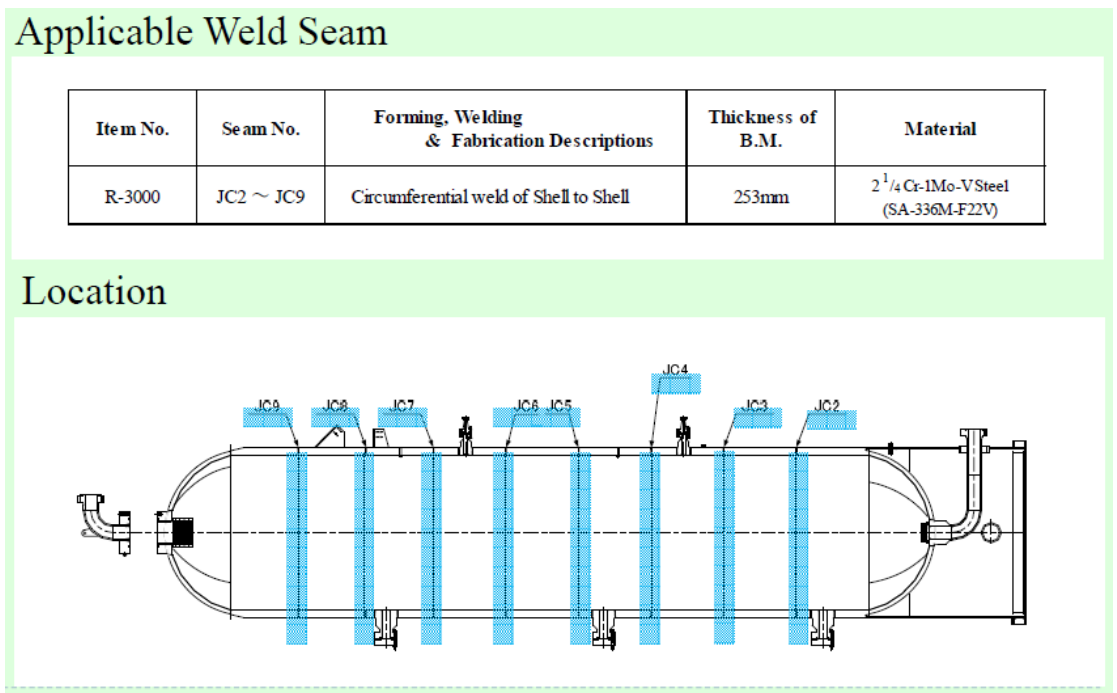 Applicable Weld Seam
Item No.
Seam No.
Forming, Welding
& Fabrication Descriptions
Thickness of
B.M.
Material
R-3000
JC2 ～ JC9
Circumferential weld of Shell to Shell
253mm
2 1/4 Cr-1Mo-V Steel
(SA-336M-F22V)
Location
JC4
JC9
JC8
JC7
JC6
JC5
JC3
JC2